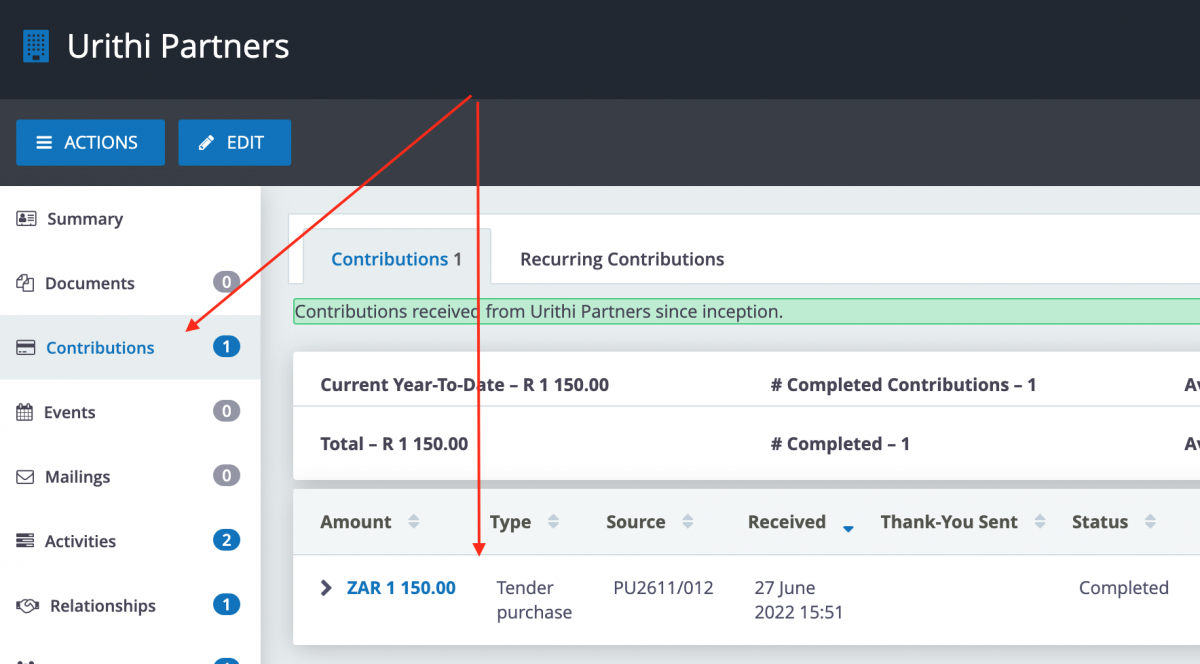 Urithi Partners
ACTIONS
EDIT
Summary
Documents 0
Contributions 1
Events 0
Mailings 0
Activities 2
Relationships 1
Contributions 1
Recurring Contributions
Contributions received from Urithi Partners since inception.
Current Year-To-Date – R 1 150.00 # Completed Contributions – 1
Total – R 1 150.00 # Completed – 1
Amount Type Source Received Thank-You Sent Status
ZAR 1 150.00 Tender PU2611/012 27 June Completed
purchase 2022 15:51